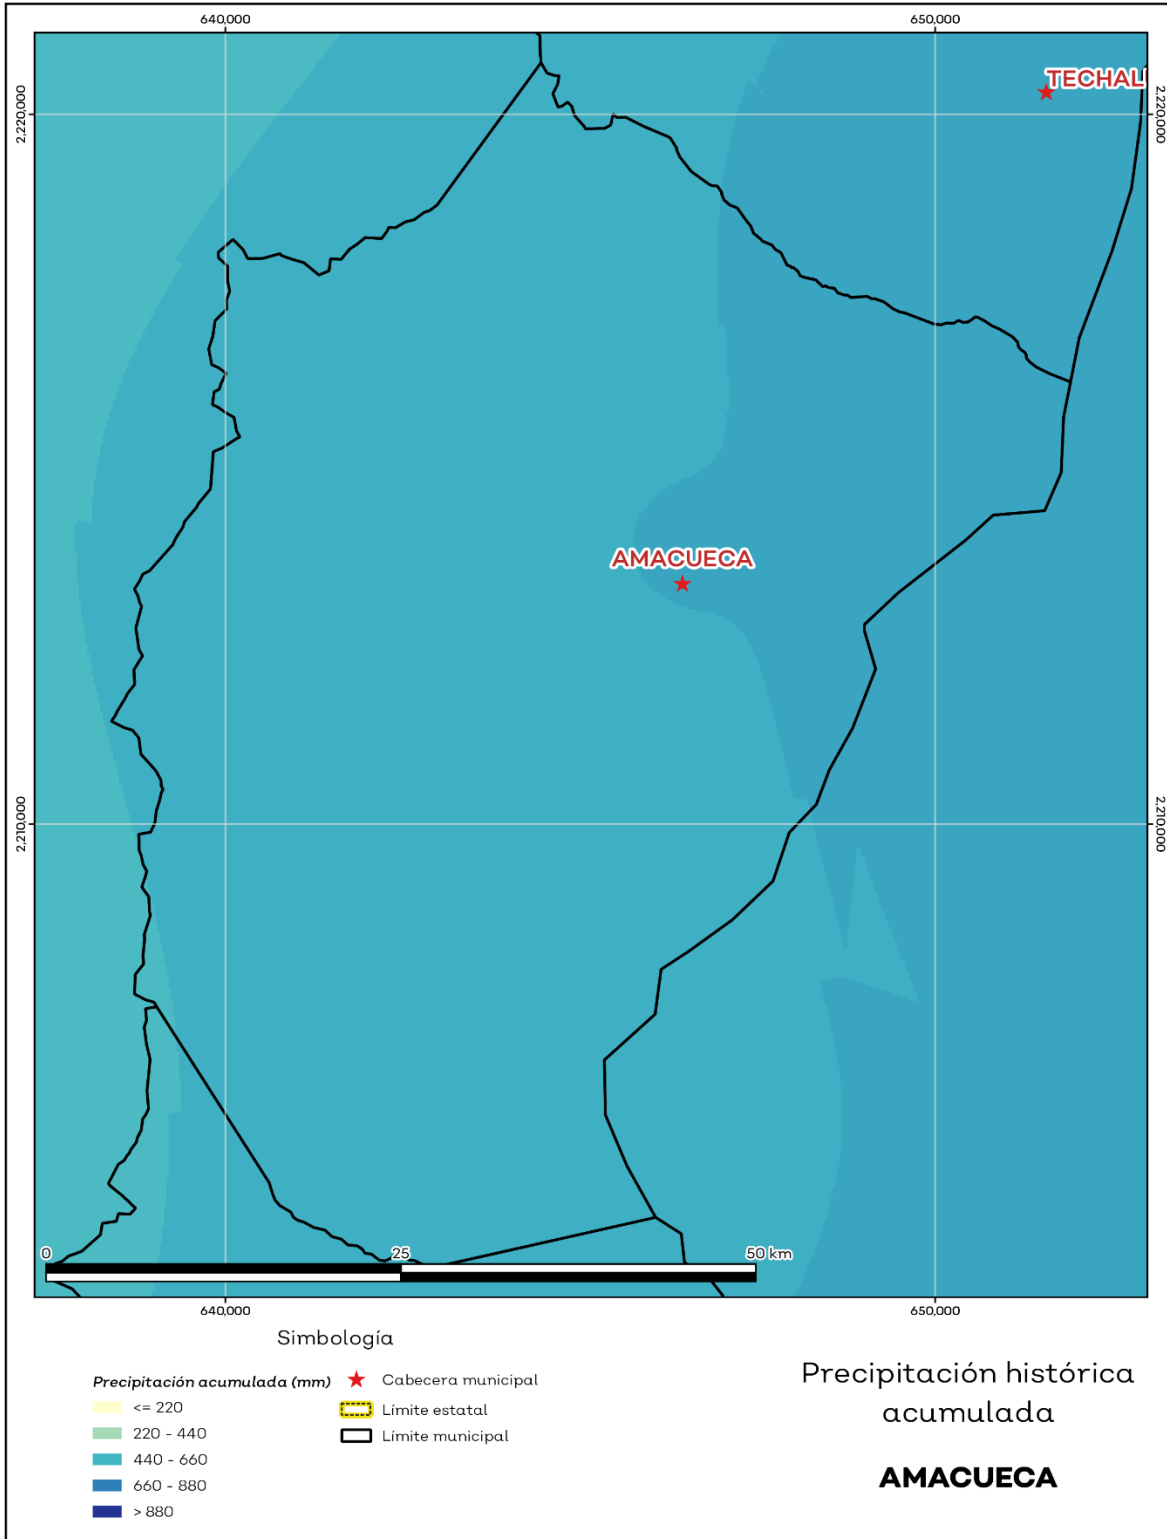 640,000
650,000
TECHAL
2,220,000
2,220,000
AMACUECA
2,210,000
2,210,000
0
25
50 km
640,000
650,000
Simbología
Precipitación acumulada (mm)
<= 220
220 - 440
440 - 660
660 - 880
> 880
Cabecera municipal
Límite estatal
Límite municipal
Precipitación histórica
acumulada
AMACUECA